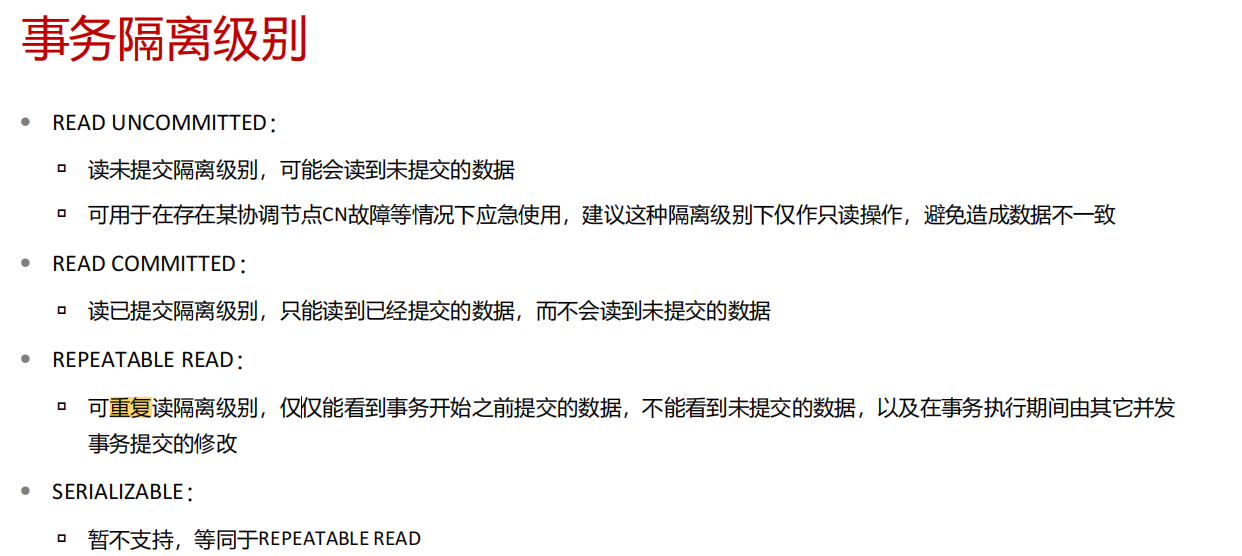 事务隔离级别
READ UNCOMMITTED：
读未提交隔离级别，可能会读到未提交的数据
可用于在存在某协调节点CN故障等情况下应急使用，建议这种隔离级别下仅作只读操作，避免造成数据不一致
READ COMMITTED：
读已提交隔离级别，只能读到已经提交的数据，而不会读到未提交的数据
REPEATABLE READ：
可重复读隔离级别，仅仅能看到事务开始之前提交的数据，不能看到未提交的数据，以及在事务执行期间由其它并发
事务提交的修改
SERIALIZABLE：
暂不支持，等同于REPEATABLE READ